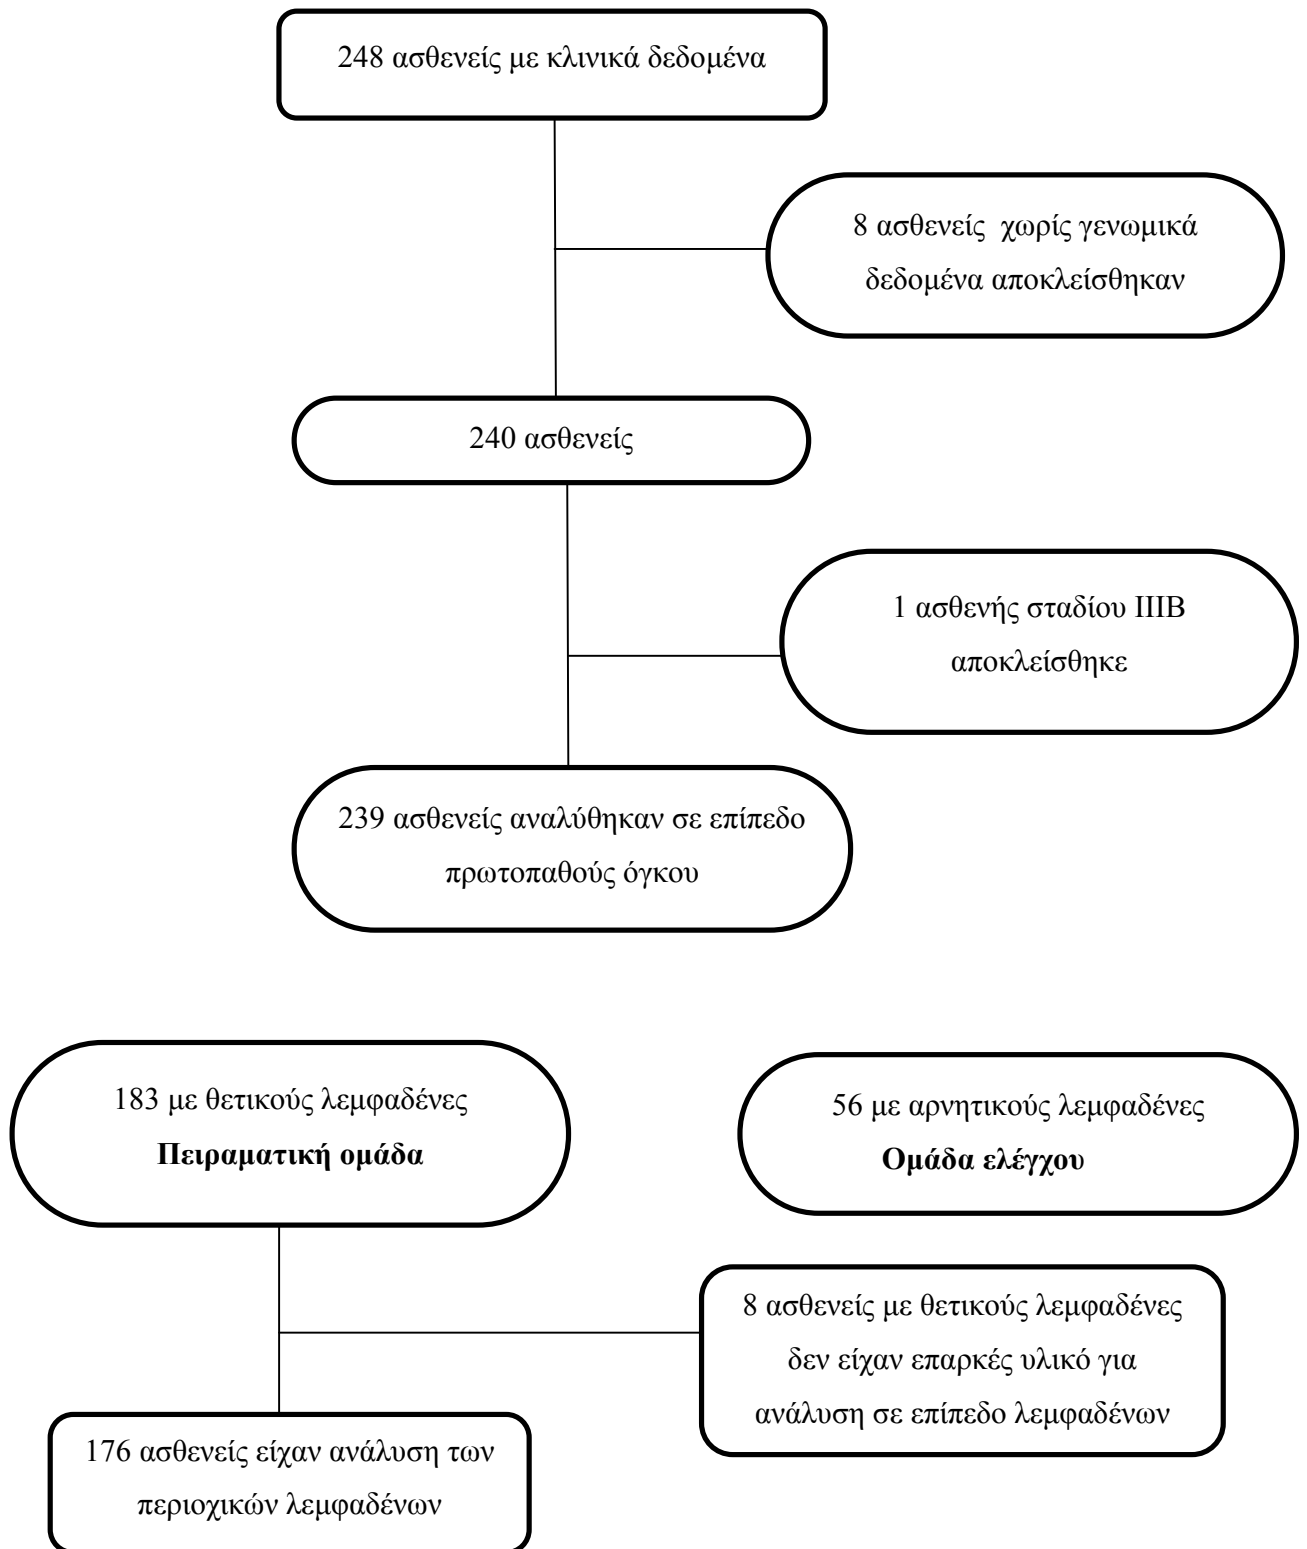 248 ασθενείς με κλινικά δεδομένα
8 ασθενείς χωρίς γενωμικά
δεδομένα αποκλείσθηκαν
240 ασθενείς
1 ασθενής σταδίου IIIB
αποκλείσθηκε
239 ασθενείς αναλύθηκαν σε επίπεδο
πρωτοπαθούς όγκου
183 με θετικούς λεμφαδένες
Πειραματική ομάδα
56 με αρνητικούς λεμφαδένες
Ομάδα ελέγχου
8 ασθενείς με θετικούς λεμφαδένες
δεν είχαν επαρκές υλικό για
ανάλυση σε επίπεδο λεμφαδένων
176 ασθενείς είχαν ανάλυση των
περιοχικών λεμφαδένων